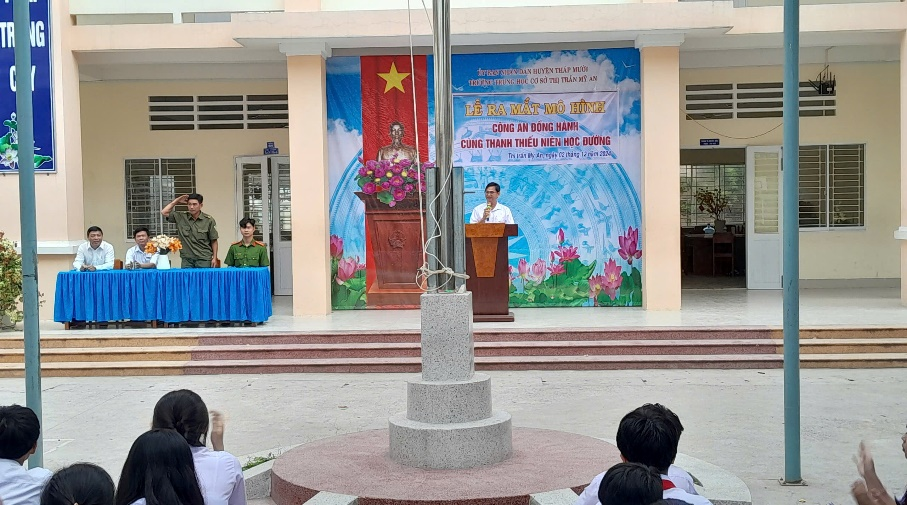 TRỒNG
CÂY
ỦY BAN NHÂN DÂN HUYỆN THÁP MƯỜI
TRƯỜNG TRUNG HỌC CƠ SỞ THỊ TRẤN MỸ AN
LỄ RA MẮT MÔ HÌNH
CÔNG AN ĐỒNG HÀNH
CÙNG THANH THIẾU NIÊN HỌC ĐƯỜNG
Thị trấn Mỹ An, ngày 02 tháng 12 năm 2024